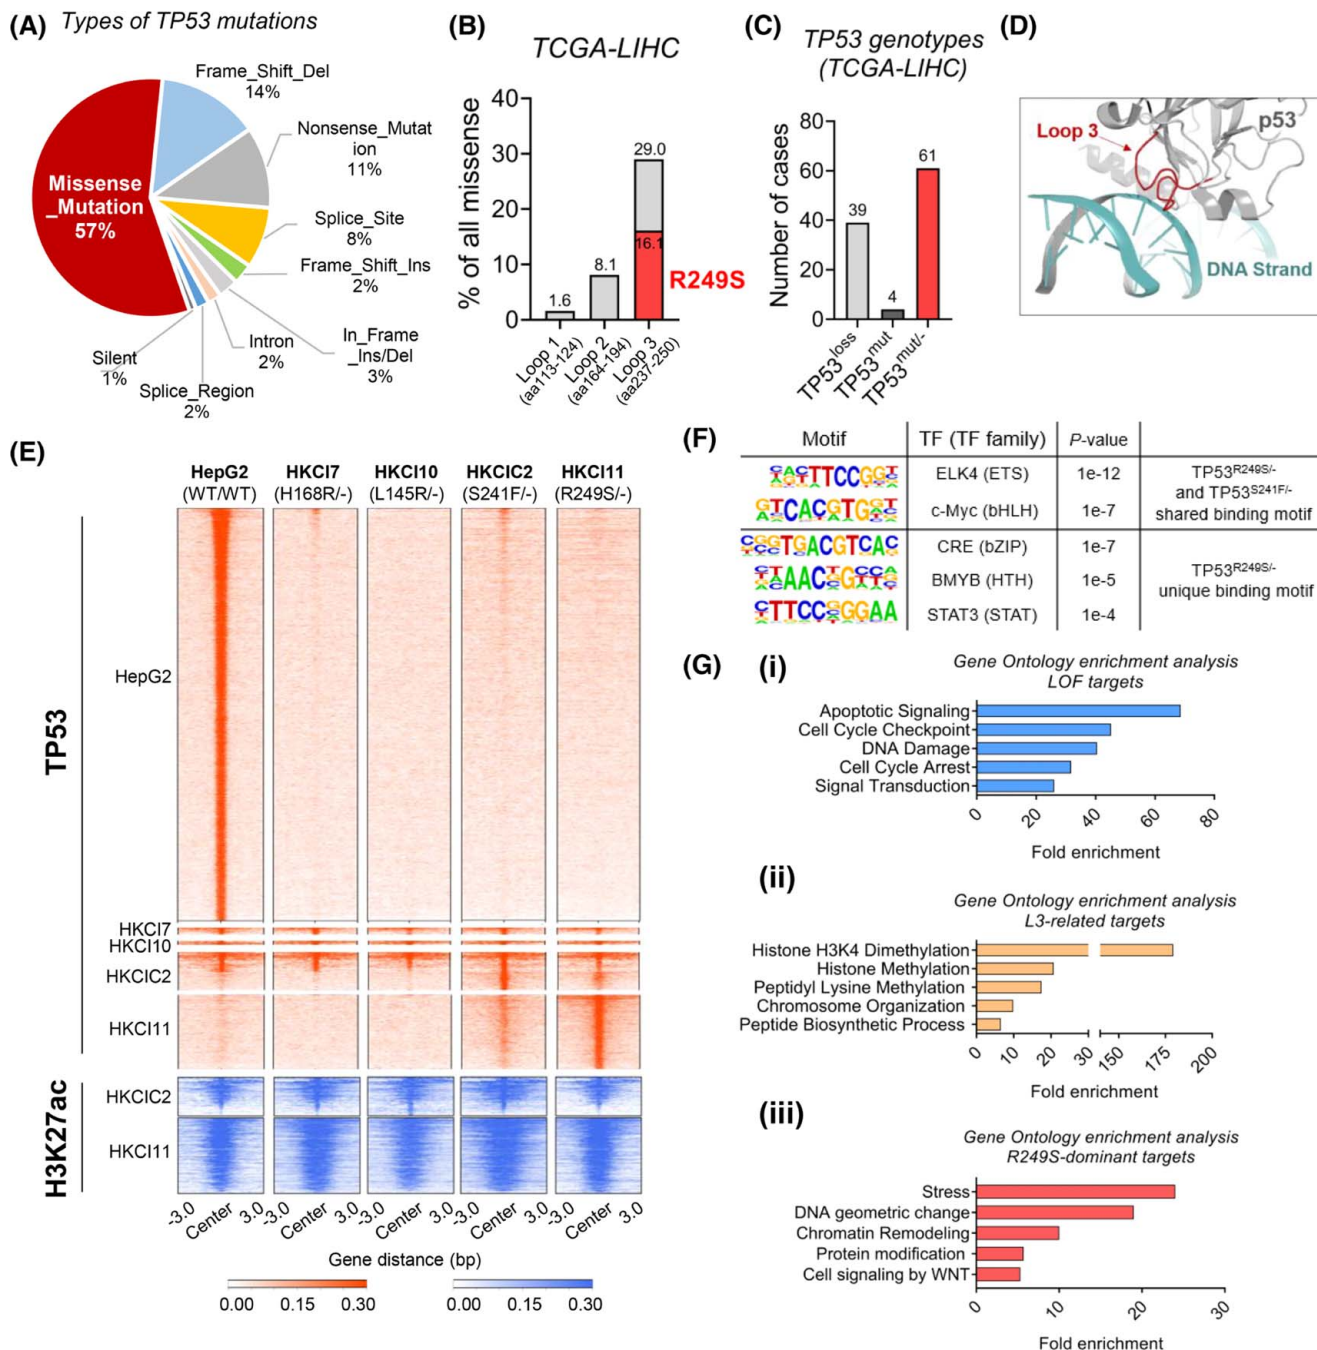 (A) Types of TP53 mutations
Frame_Shift_Del
14%
Nonsense_Mutat
ion
11%
Missense
_Mutation
57%
Splice_Site
8%
Frame_Shift_Ins
2%
In_Frame
_Ins/Del
3%
Intron
2%
Silent
1%
Splice_Region
2%
(B)
TCGA-LIHC
% of all missense
40
30
20
10
0
1.6
8.1
29.0
16.1
R249S
Loop 1
(aa113-124)
Loop 2
(aa164-194)
Loop 3
(aa237-250)
(C)
TP53 genotypes
(TCGA-LIHC)
Number of cases
80
60
40
20
0
39
4
61
TP53loss
TP53mut
TP53mut/-
(D)
Loop 3
p53
DNA Strand
(E)
HepG2 HKCI7 HKCI10 HKCIC2 HKCI11
(WT/WT) (H168R/-) (L145R/-) (S241F/-) (R249S/-)
TP53
HepG2
HKCI7
HKCI10
HKCIC2
HKCI11
H3K27ac
HKCIC2
HKCI11
-3.0 Center 3.0 -3.0 Center 3.0 -3.0 Center 3.0 -3.0 Center 3.0 -3.0 Center 3.0
Gene distance (bp)
0.00 0.15 0.30 0.00 0.15 0.30
(F)
Motif TF (TF family) P-value
ELK4 (ETS) 1e-12
c-Myc (bHLH) 1e-7
TP53R249S/-
and TP53S241F/-
shared binding motif
CRE (bZIP) 1e-7
BMYB (HTH) 1e-5
STAT3 (STAT) 1e-4
TP53R249S/-
unique binding motif
(G) (i)
Gene Ontology enrichment analysis
LOF targets
Apoptotic Signaling
Cell Cycle Checkpoint
DNA Damage
Cell Cycle Arrest
Signal Transduction
0 20 40 60 80
Fold enrichment
(ii)
Gene Ontology enrichment analysis
L3-related targets
Histone H3K4 Dimethylation
Histone Methylation
Peptidyl Lysine Methylation
Chromosome Organization
Peptide Biosynthetic Process
0 10 20 30 150 175 200
Fold enrichment
(iii)
Gene Ontology enrichment analysis
R249S-dominant targets
Stress
DNA geometric change
Chromatin Remodeling
Protein modification
Cell signaling by WNT
0 10 20 30
Fold enrichment